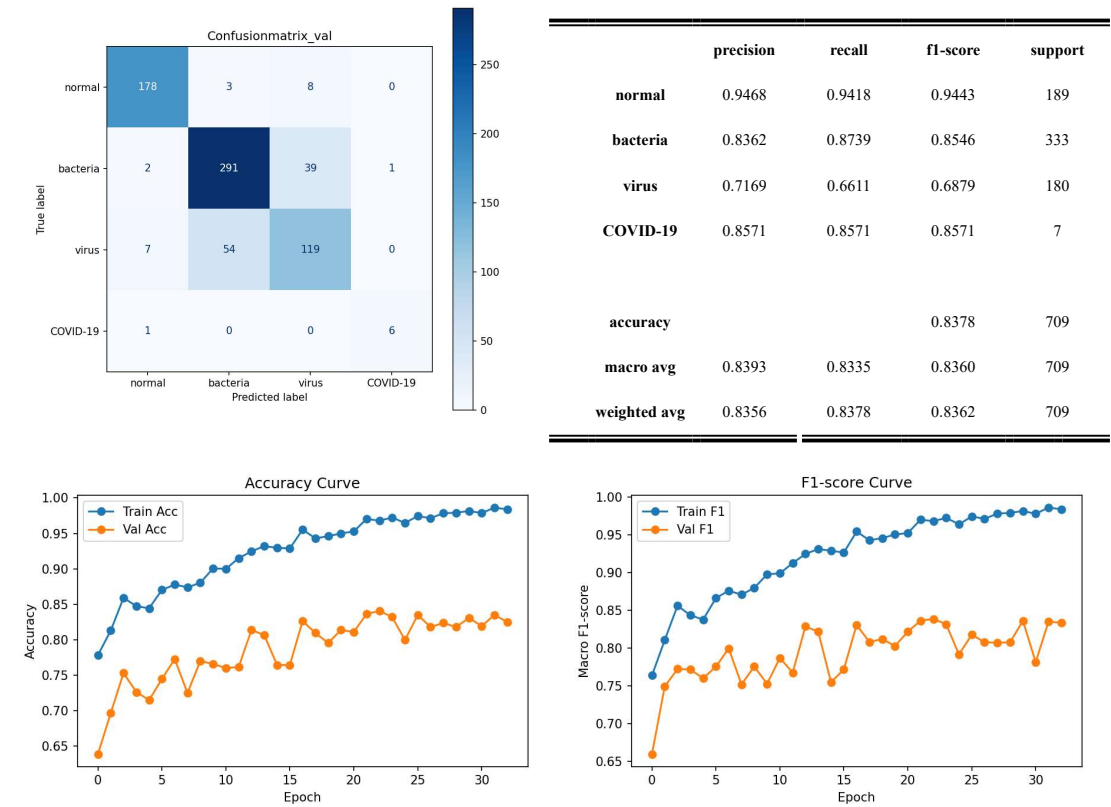 Confusionmatrix_val
True label
normal
bacteria
virus
COVID-19
178 3 8 0
2 291 39 1
7 54 119 0
1 0 0 6
normal bacteria virus COVID-19
Predicted label
250
200
150
100
50
0
precision recall f1-score support
normal 0.9468 0.9418 0.9443 189
bacteria 0.8362 0.8739 0.8546 333
virus 0.7169 0.6611 0.6879 180
COVID-19 0.8571 0.8571 0.8571 7
accuracy 0.8378 709
macro avg 0.8393 0.8335 0.8360 709
weighted avg 0.8356 0.8378 0.8362 709
Accuracy Curve
Train Acc
Val Acc
Accuracy
1.00
0.95
0.90
0.85
0.80
0.75
0.70
0.65
0 5 10 15 20 25 30
Epoch
F1-score Curve
Train F1
Val F1
Macro F1-score
1.00
0.95
0.90
0.85
0.80
0.75
0.70
0.65
0 5 10 15 20 25 30
Epoch